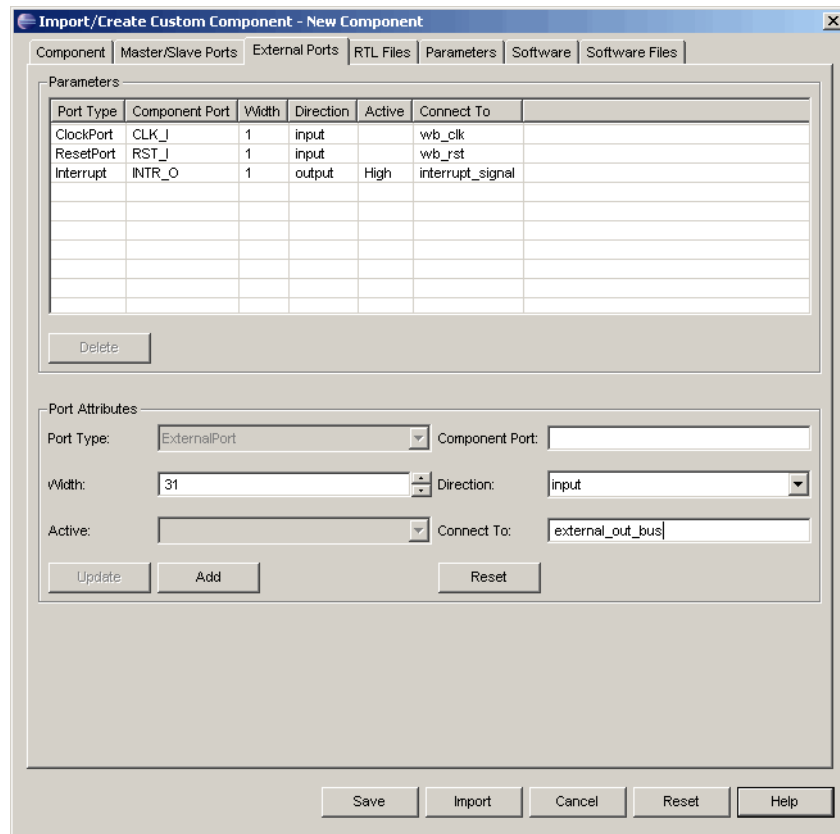 Import/Create Custom Component - New Component
Component Master/Slave Ports External Ports RTL Files Parameters Software Software Files
Parameters
Port Type Component Port Width Direction Active Connect To
ClockPort CLK_I 1 input wb_clk
ResetPort RST_I 1 input wb_rst
Interrupt INTR_O 1 output High interrupt_signal
Delete
Port Attributes
Port Type: ExternalPort Component Port:
Width: 31 Direction: input
Active: Connect To: external_out_bus
Update Add Reset
Save Import Cancel Reset Help